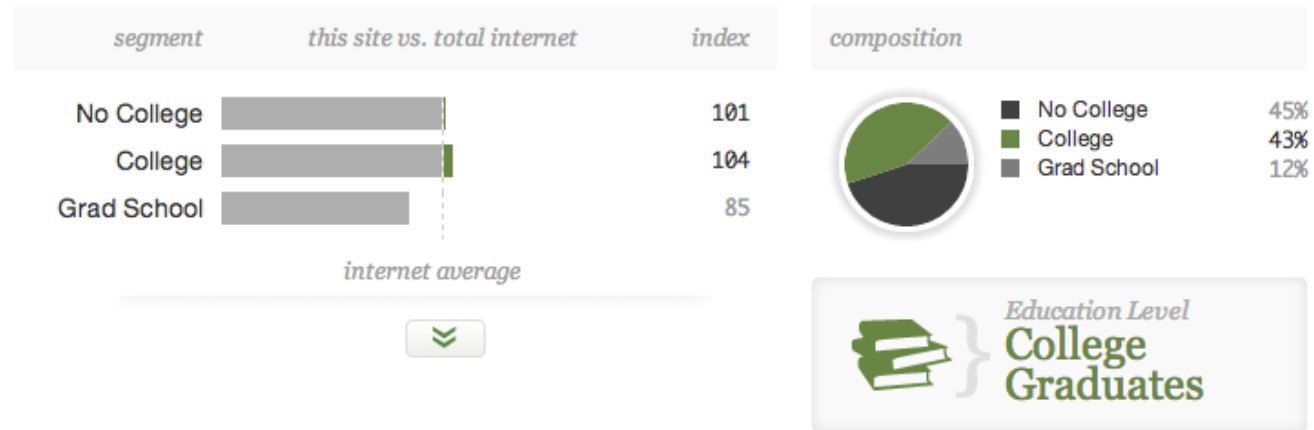 segment this site vs. total internet index
No College 101
College 104
Grad School 85
internet average
composition
No College 45%
College 43%
Grad School 12%
Education Level
College
Graduates